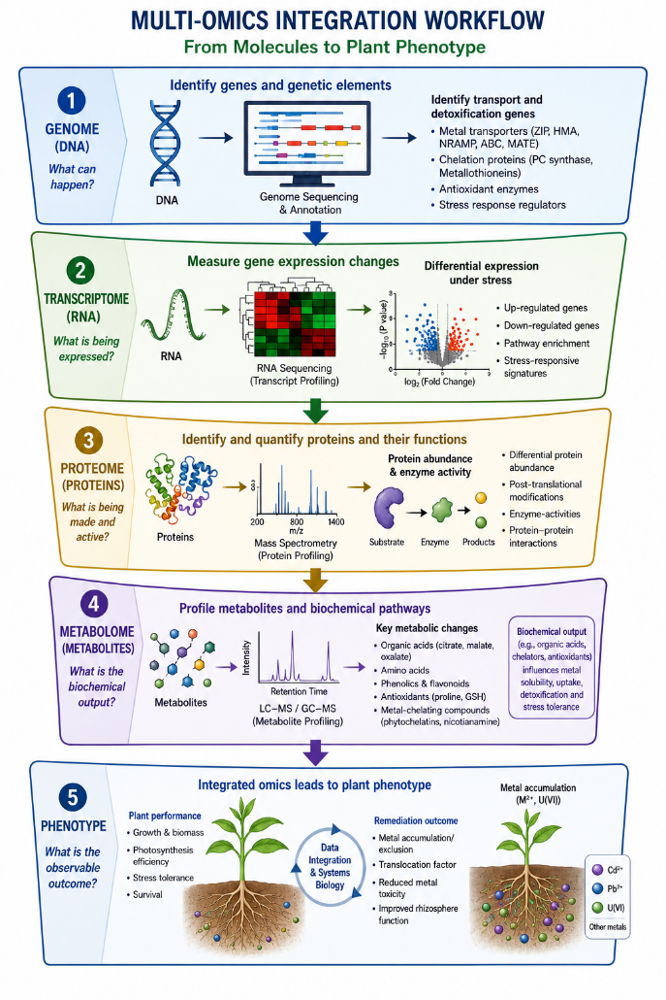 MULTI-OMICS INTEGRATION WORKFLOW
From Molecules to Plant Phenotype
1
GENOME
(DNA)
What can
happen?
Identify genes and genetic elements
DNA
Genome Sequencing
& Annotation
Identify transport and
detoxification genes
• Metal transporters (ZIP, HMA,
NRAMP, ABC, MATE)
• Chelation proteins (PC synthase,
Metallothioneins)
• Antioxidant enzymes
• Stress response regulators
2
TRANSCRIPTOME
(RNA)
What is being
expressed?
Measure gene expression changes
RNA
RNA Sequencing
(Transcript Profiling)
Differential expression
under stress
−log₁₀ (P value)
log₂ (Fold Change)
• Up-regulated genes
• Down-regulated genes
• Pathway enrichment
• Stress-responsive
signatures
3
PROTEOME
(PROTEINS)
What is being
made and
active?
Identify and quantify proteins and their functions
Proteins
200 800 1400
m/z
Mass Spectrometry
(Protein Profiling)
Protein abundance
& enzyme activity
Substrate
Enzyme
Products
• Differential protein
abundance
• Post-translational
modifications
• Enzyme-activities
• Protein–protein
interactions
4
METABOLOME
(METABOLITES)
What is the
biochemical
output?
Profile metabolites and biochemical pathways
Metabolites
Intensity
Retention Time
LC–MS / GC–MS
(Metabolite Profiling)
Key metabolic changes
• Organic acids (citrate, malate,
oxalate)
• Amino acids
• Phenolics & flavonoids
• Antioxidants (proline, GSH)
• Metal-chelating compounds
(phytochelatins, nicotianamine)
Biochemical output
(e.g., organic acids,
chelators, antioxidants)
influences metal
solubility, uptake,
detoxification and
stress tolerance
5
PHENOTYPE
What is the
observable
outcome?
Integrated omics leads to plant phenotype
Plant performance
• Growth & biomass
• Photosynthesis
efficiency
• Stress tolerance
• Survival
Data
Integration
& Systems
Biology
Remediation outcome
• Metal accumulation/
exclusion
• Translocation factor
• Reduced metal
toxicity
• Improved rhizosphere
function
Metal accumulation
(M²⁺, U(VI))
Cd²⁺
Pb²⁺
U(VI)
Other metals